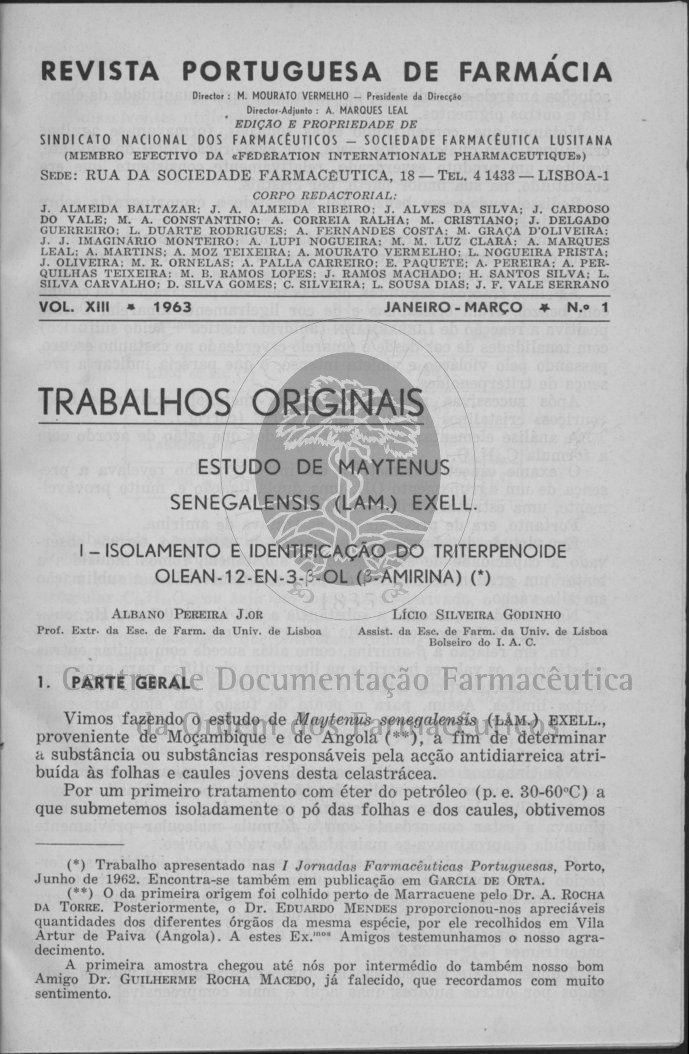 REVISTA PORTUGUESA DE FARMÁCIA
Director: M. MOURATO VERMELHO — Presidente da Direcção
Director-Adjunto: A. MARQUES LEAL
EDIÇÃO E PROPRIEDADE DE
SINDICATO NACIONAL DOS FARMACÊUTICOS — SOCIEDADE FARMACÊUTICA LUSITANA
(MEMBRO EFECTIVO DA «FÉDÉRATION INTERNATIONALE PHARMACEUTIQUE»)
SEDE: RUA DA SOCIEDADE FARMACÊUTICA, 18 — TEL. 4 1433 — LISBOA-1
CORPO REDACTORIAL:
J. ALMEIDA BALTAZAR; J. A. ALMEIDA RIBEIRO; J. ALVES DA SILVA; J. CARDOSO
DO VALE; M. A. CONSTANTINO; A. CORREIA RALHA; M. CRISTIANO; J. DELGADO
GUERREIRO; L. DUARTE RODRIGUES; A. FERNANDES COSTA; M. GRAÇA D'OLIVEIRA;
J. J. IMAGINÁRIO MONTEIRO; A. LUPI NOGUEIRA; M. M. LUZ CLARÁ; A. MARQUES
LEAL; A. MARTINS; A. MOZ TEIXEIRA; A. MOURATO VERMELHO; L. NOGUEIRA PRISTA;
J. OLIVEIRA; M. R. ORNELAS; A. PALLA CARREIRO; E. PAQUETE; A. PEREIRA; A. PER-
QUILHAS TEIXEIRA; M. B. RAMOS LOPES; J. RAMOS MACHADO; H. SANTOS SILVA; L.
SILVA CARVALHO; D. SILVA GOMES; C. SILVEIRA; L. SOUSA DIAS; J. F. VALE SERRANO
VOL. XIII * 1963 JANEIRO-MARÇO * N.º 1
TRABALHOS ORIGINAIS
ESTUDO DE MAYTENUS
SENEGALENSIS (LAM.) EXELL.
I – ISOLAMENTO E IDENTIFICAÇÃO DO TRITERPENOIDE
OLEAN-12-EN-3-β-OL (β-AMIRINA) (*)
1835
ALBANO PEREIRA J.OR LÍCIO SILVEIRA GODINHO
Prof. Extr. da Esc. de Farm. da Univ. de Lisboa Assist. da Esc. de Farm. da Univ. de Lisboa
Bolseiro do I. A. C.
Centro de Documentação Farmacêutica
1. PARTE GERAL
da Ordem dos Farmacêuticos
Vimos fazendo o estudo de Maytenus senegalensis (LAM.) EXELL.,
proveniente de Moçambique e de Angola (**), a fim de determinar
a substância ou substâncias responsáveis pela acção antidiarreica atri-
buída às folhas e caules jovens desta celastrácea.
Por um primeiro tratamento com éter do petróleo (p. e. 30-60ºC) a
que submetemos isoladamente o pó das folhas e dos caules, obtivemos
(*) Trabalho apresentado nas I Jornadas Farmacêuticas Portuguesas, Porto,
Junho de 1962. Encontra-se também em publicação em GARCIA DE ORTA.
(**) O da primeira origem foi colhido perto de Marracuene pelo Dr. A. ROCHA
DA TORRE. Posteriormente, o Dr. EDUARDO MENDES proporcionou-nos apreciáveis
quantidades dos diferentes órgãos da mesma espécie, por ele recolhidos em Vila
Artur de Paiva (Angola). A estes Ex.mos Amigos testemunhamos o nosso agra-
decimento.
A primeira amostra chegou até nós por intermédio do também nosso bom
Amigo Dr. GUILHERME ROCHA MACEDO, já falecido, que recordamos com muito
sentimento.